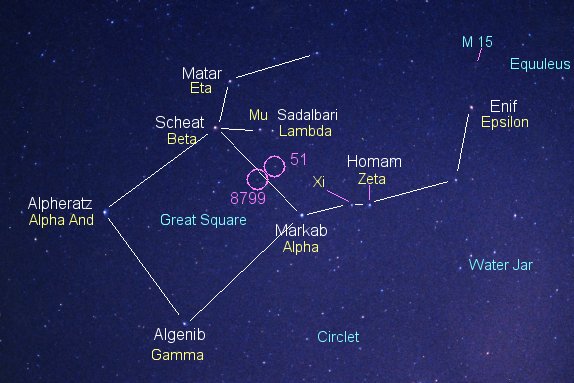 M 15
Equuleus
Matar
Eta
Enif
Epsilon
Mu Sadalbari
Lambda
Scheat
Beta
51
Homam
Zeta
Xi
8799
Alpheratz
Alpha And
Great Square
Markab
Alpha
Water Jar
Algenib
Gamma
Circlet